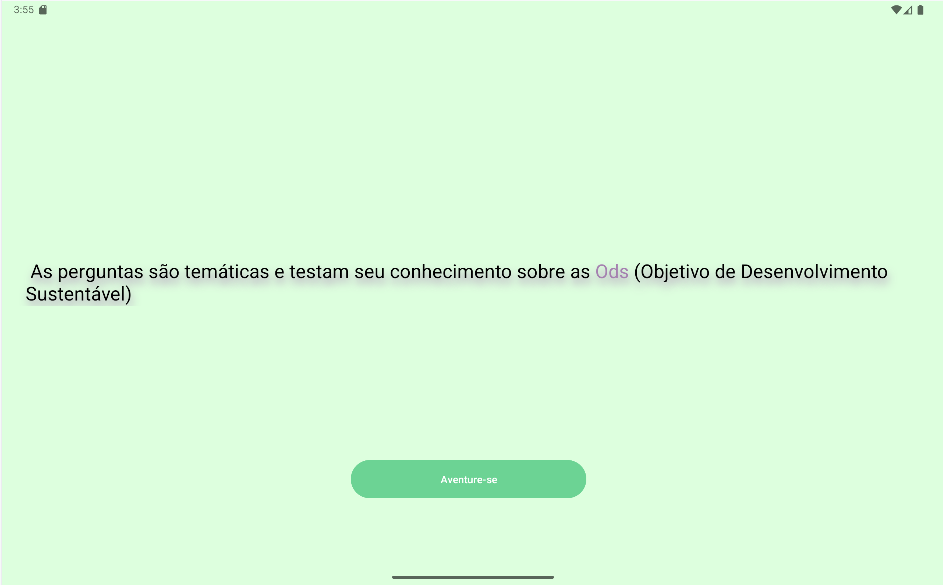 3:55
As perguntas são temáticas e testam seu conhecimento sobre as Ods (Objetivo de Desenvolvimento
Sustentável)
Aventure-se